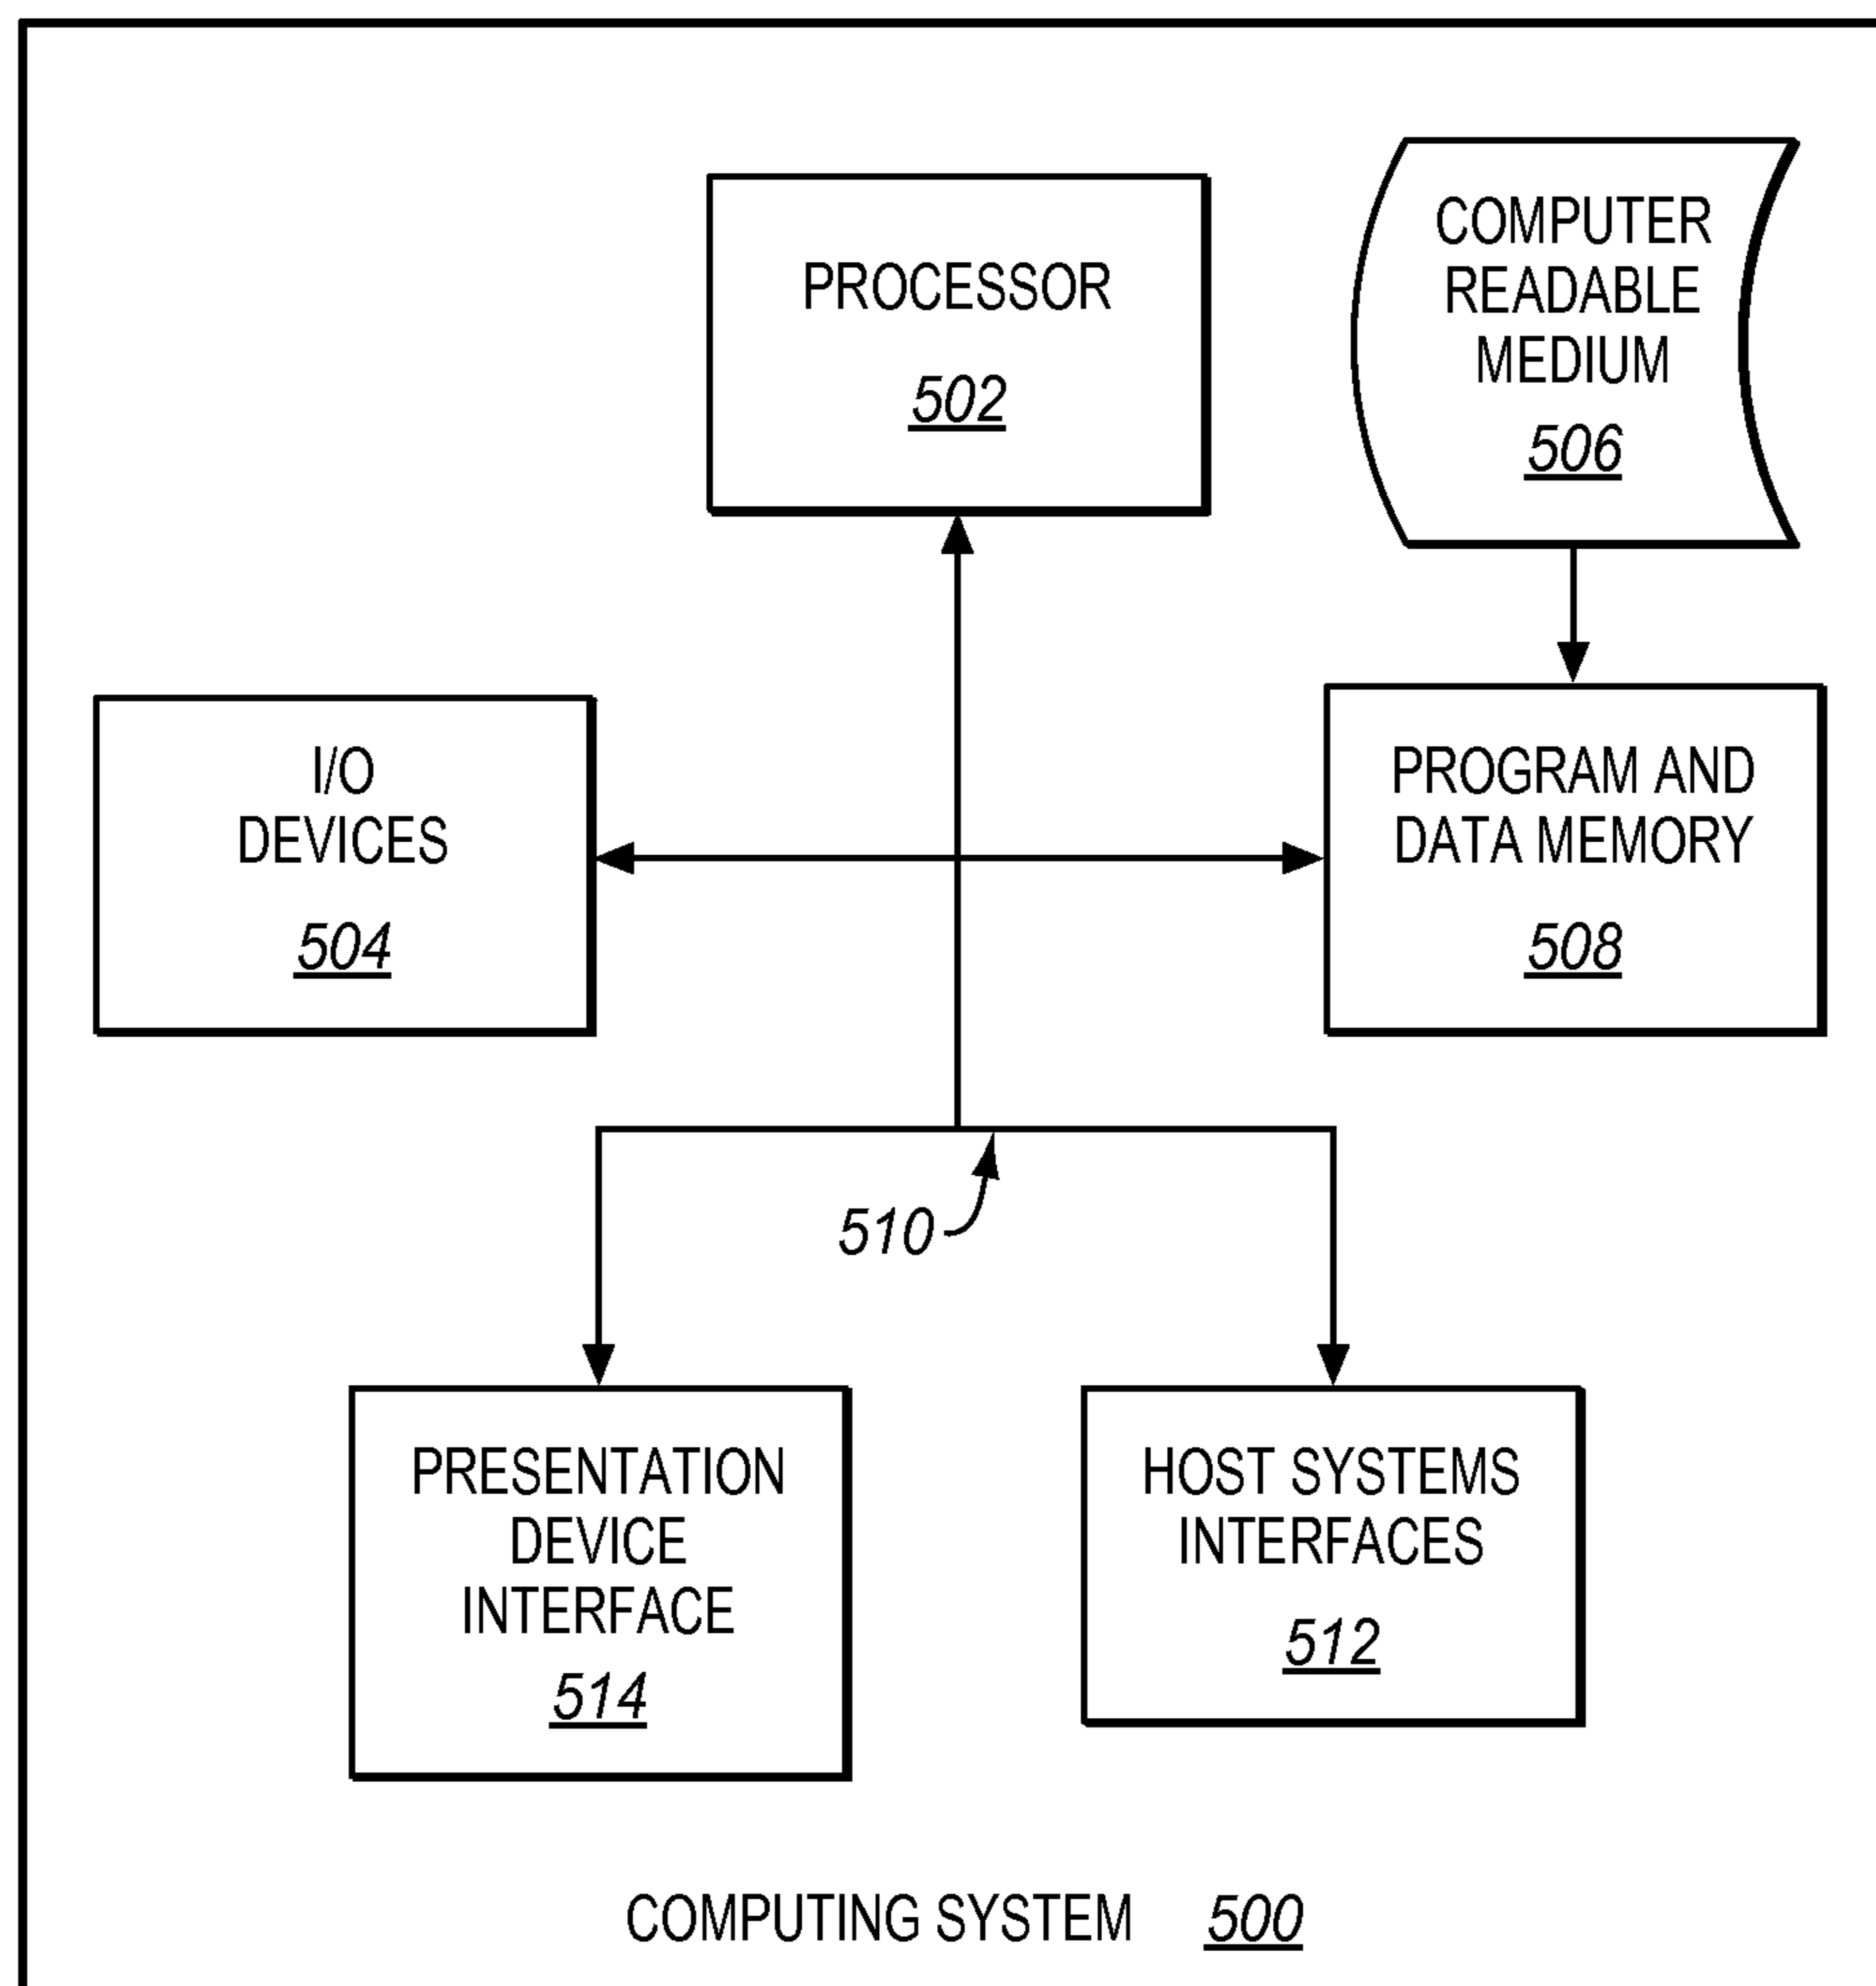 PROCESSOR
502
COMPUTER
READABLE
MEDIUM
506
I/O
DEVICES
504
PROGRAM AND
DATA MEMORY
508
510
PRESENTATION
DEVICE
INTERFACE
514
HOST SYSTEMS
INTERFACES
512
COMPUTING SYSTEM 500